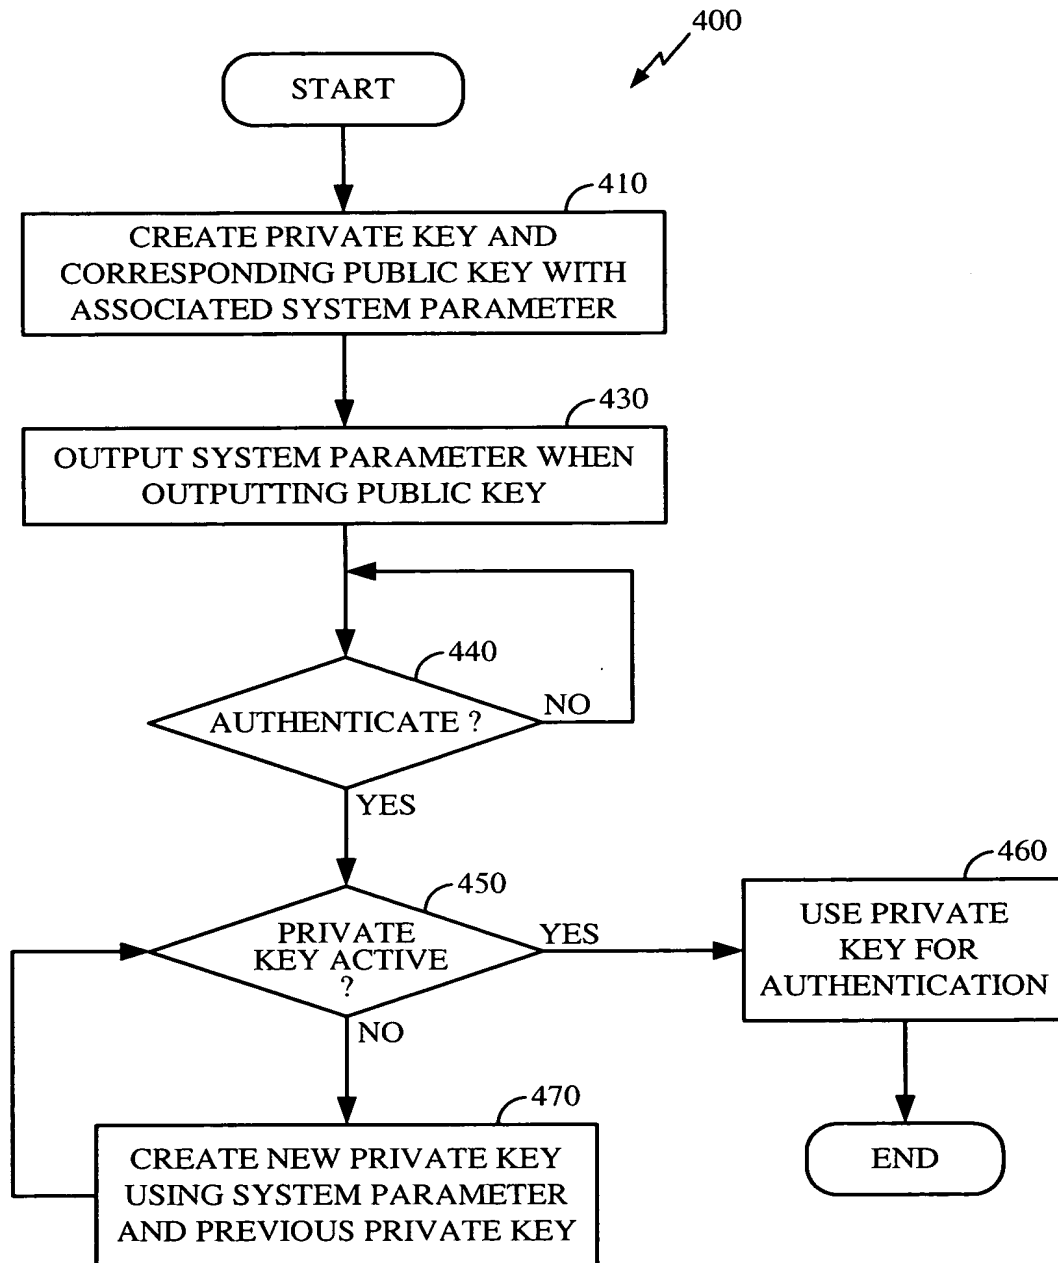 400
START
410
CREATE PRIVATE KEY AND
CORRESPONDING PUBLIC KEY WITH
ASSOCIATED SYSTEM PARAMETER
430
OUTPUT SYSTEM PARAMETER WHEN
OUTPUTTING PUBLIC KEY
440
AUTHENTICATE ?
NO
YES
450
PRIVATE
KEY ACTIVE
?
YES
NO
460
USE PRIVATE
KEY FOR
AUTHENTICATION
470
CREATE NEW PRIVATE KEY
USING SYSTEM PARAMETER
AND PREVIOUS PRIVATE KEY
END